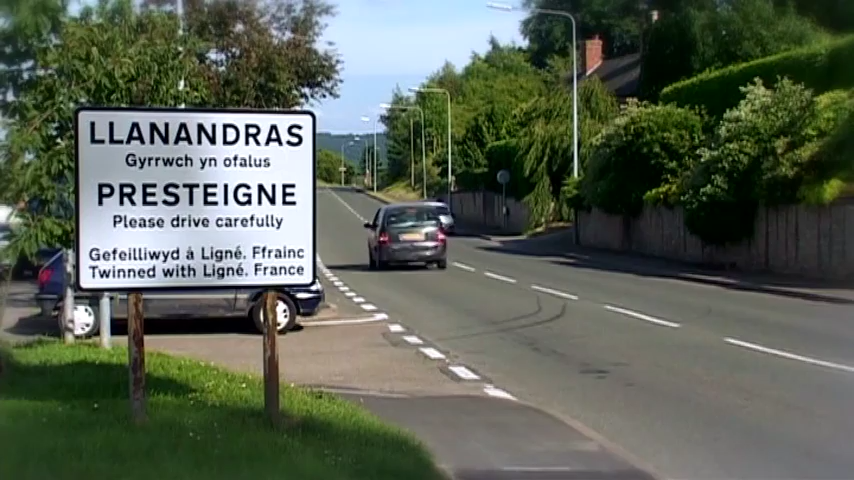 LLANANDRAS
Gyrrwch yn ofalus
PRESTEIGNE
Please drive carefully
Gefeilliwyd â Ligné. Ffrainc
Twinned with Ligné. France